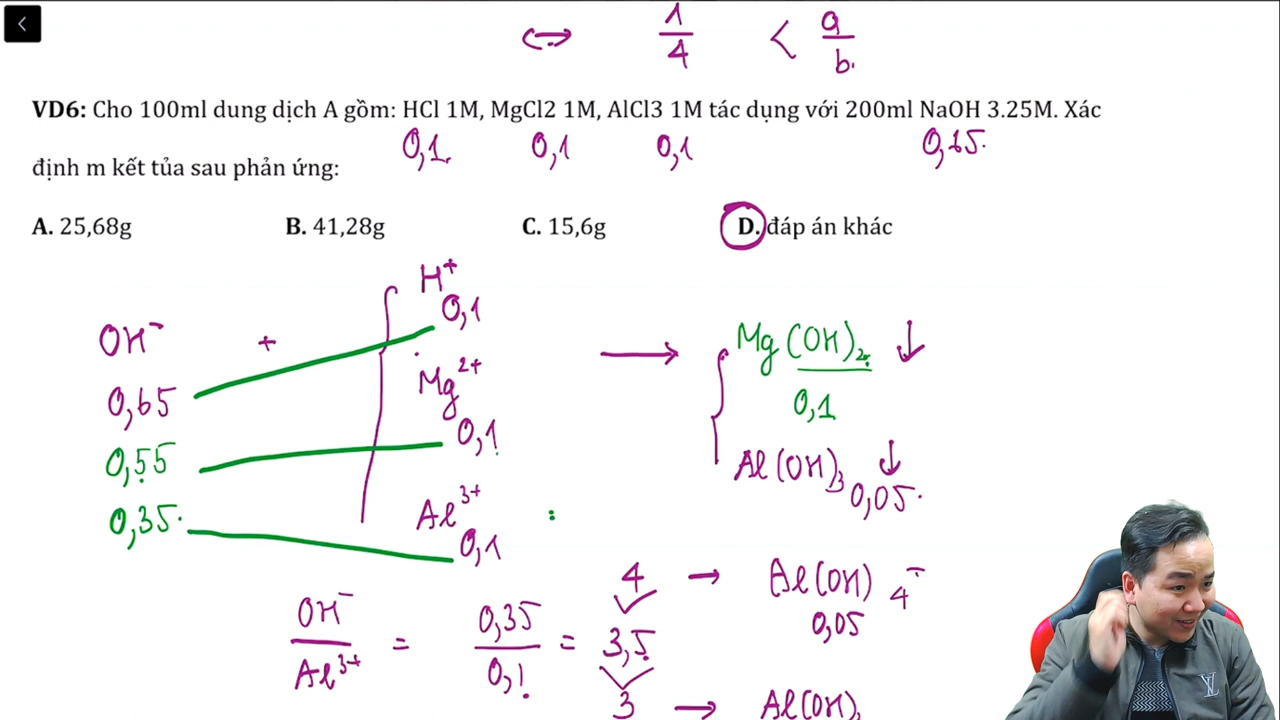 <-> 1/4 < a/b.
VD6: Cho 100ml dung dịch A gồm: HCl 1M, MgCl2 1M, AlCl3 1M tác dụng với 200ml NaOH 3.25M. Xác
0,1. 0,1 0,1 0,65.
định m kết tủa sau phản ứng:
A. 25,68g B. 41,28g C. 15,6g D. đáp án khác
H⁺
0,1
OH⁻ + → Mg(OH)₂ ↓
Mg²⁺
0,65 0,1
0,1
0,55 Al(OH)₃ ↓ 0,05.
Al³⁺
0,35. 0,1
4 → Al(OH)₄⁻
0,05
OH⁻/Al³⁺ = 0,35/0,1 = 3,5
3 → Al(OH)₃